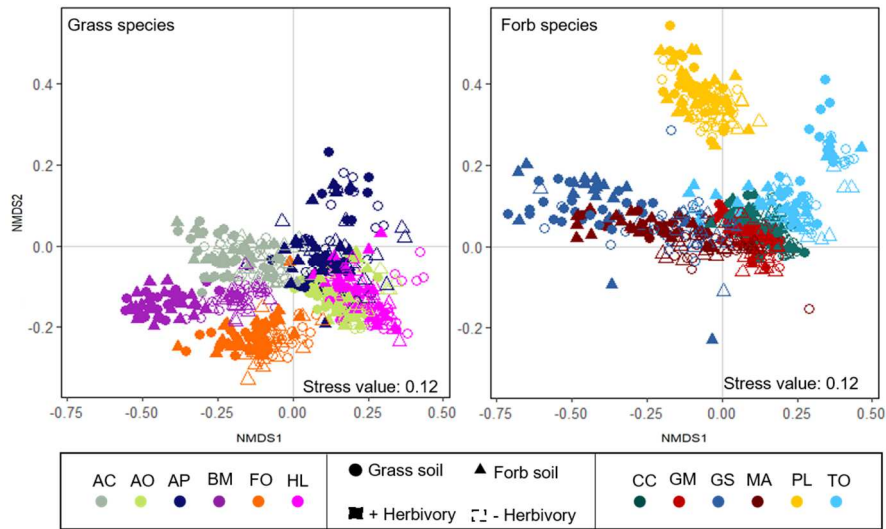 Grass species
Forb species
0.4
0.2
0.0
-0.2
NMDS2
Stress value: 0.12
-0.75
-0.50
-0.25
0.00
0.25
0.50
NMDS1
0.4
0.2
0.0
-0.2
Stress value: 0.12
-0.75
-0.50
-0.25
0.00
0.25
0.50
NMDS1
AC AO AP BM FO HL
Grass soil Forb soil
+ Herbivory - Herbivory
CC GM GS MA PL TO